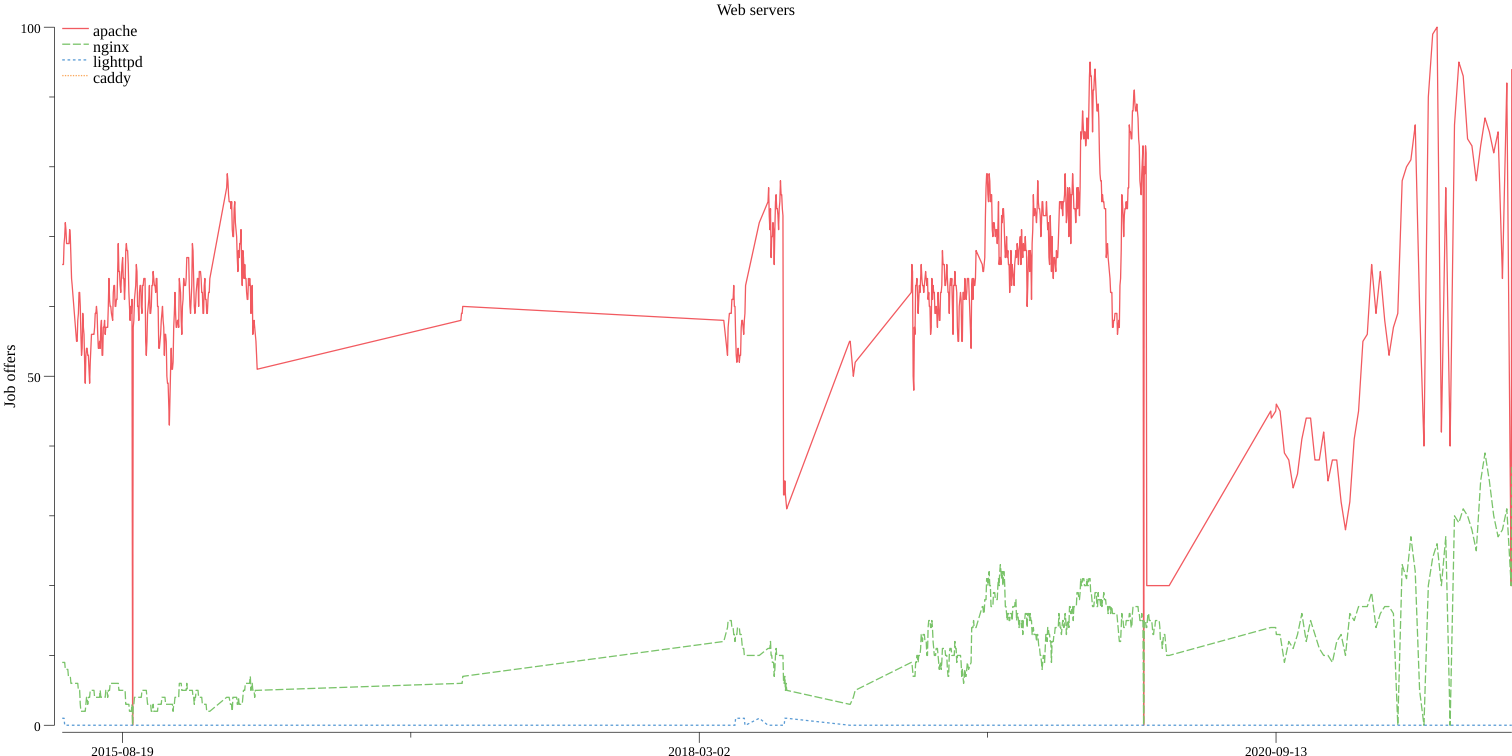 Web servers
100
apache
nginx
lighttpd
caddy
Job offers
50
0
2015-08-19
2018-03-02
2020-09-13